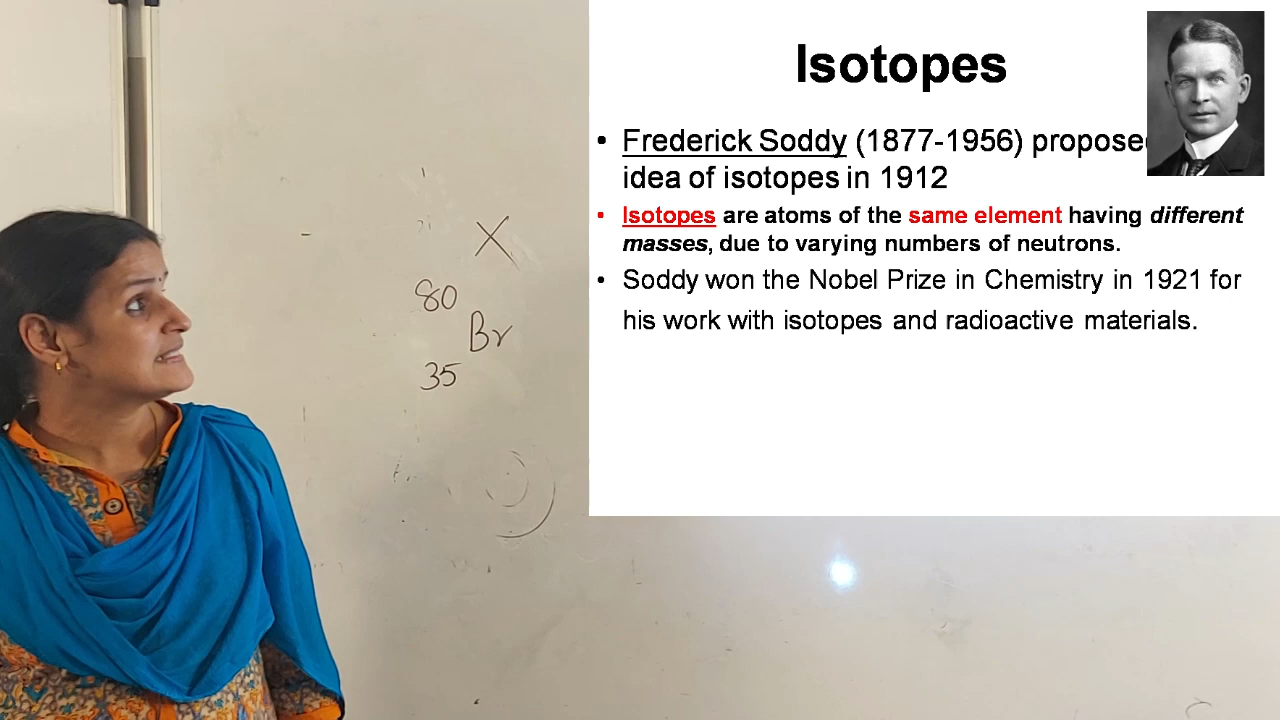 X
80
Br
35
Isotopes
• Frederick Soddy (1877-1956) propose
idea of isotopes in 1912
• Isotopes are atoms of the same element having different
masses, due to varying numbers of neutrons.
• Soddy won the Nobel Prize in Chemistry in 1921 for
his work with isotopes and radioactive materials.